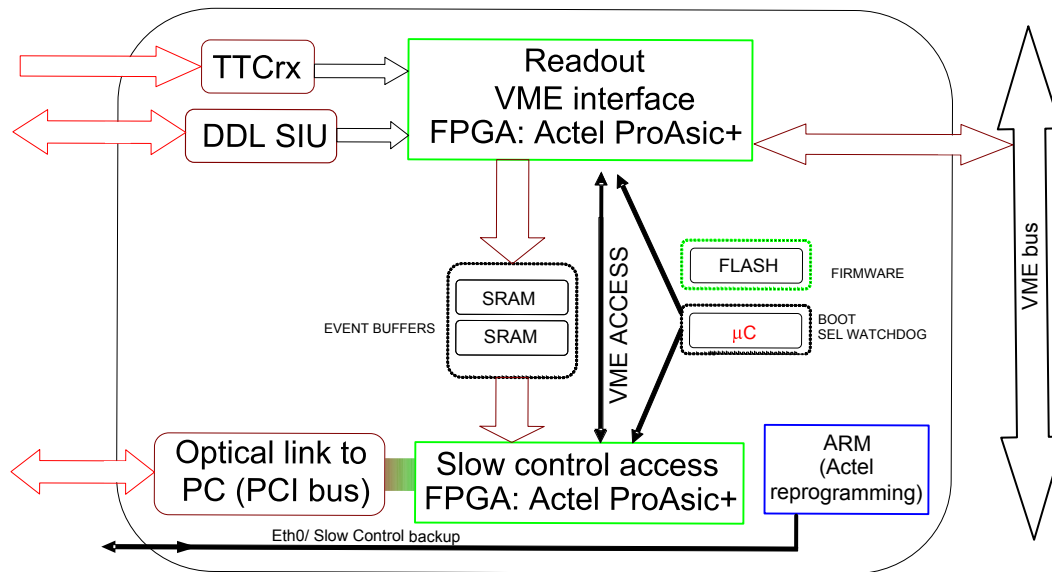 TTCrx
Readout
VME interface
FPGA: Actel ProAsic+
DDL SIU
VME bus
FLASH
FIRMWARE
SRAM
EVENT BUFFERS
SRAM
VME ACCESS
μC
BOOT
SEL WATCHDOG
Optical link to
PC (PCI bus)
Slow control access
FPGA: Actel ProAsic+
ARM
(Actel
reprogramming)
Eth0/ Slow Control backup